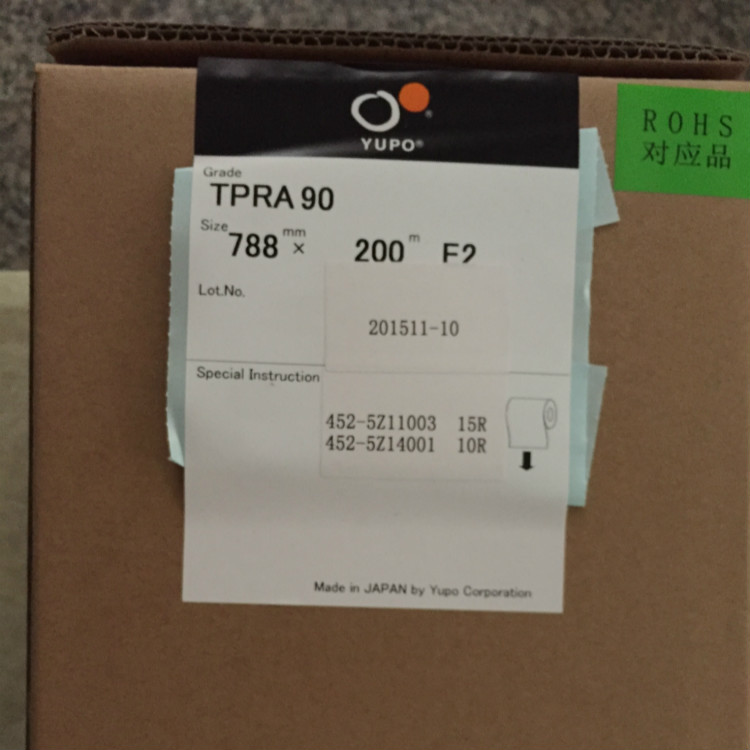 YUPO®
ROHS
对应品
Grade
TPRA 90
Size 788 mm × 200 m F2
Lot.No.
201511-10
Special Instruction
452-5Z11003 15R
452-5Z14001 10R
Made in JAPAN by Yupo Corporation